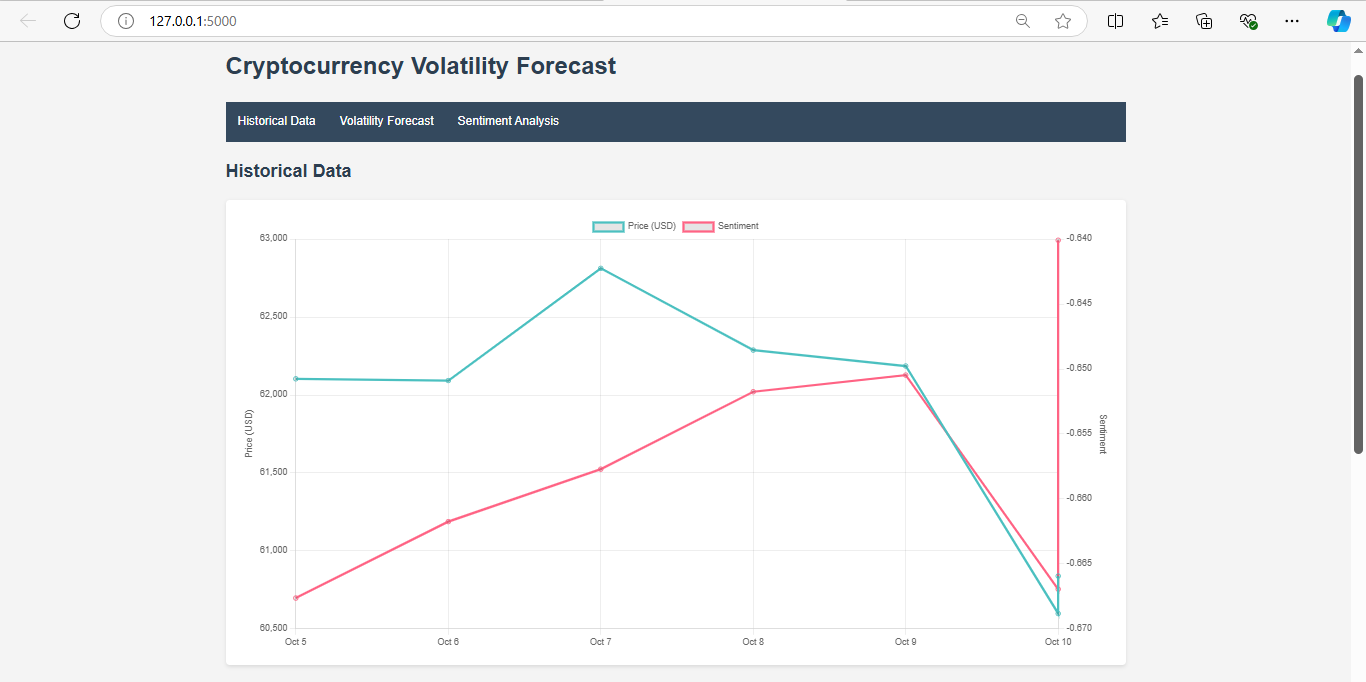 127.0.0.1:5000
Cryptocurrency Volatility Forecast
Historical Data Volatility Forecast Sentiment Analysis
Historical Data
Price (USD) Sentiment
63,000 -0.640
-0.645
62,500
-0.650
62,000
Price (USD)
Sentiment
-0.655
61,500
-0.660
61,000
-0.665
60,500 -0.670
Oct 5 Oct 6 Oct 7 Oct 8 Oct 9 Oct 10